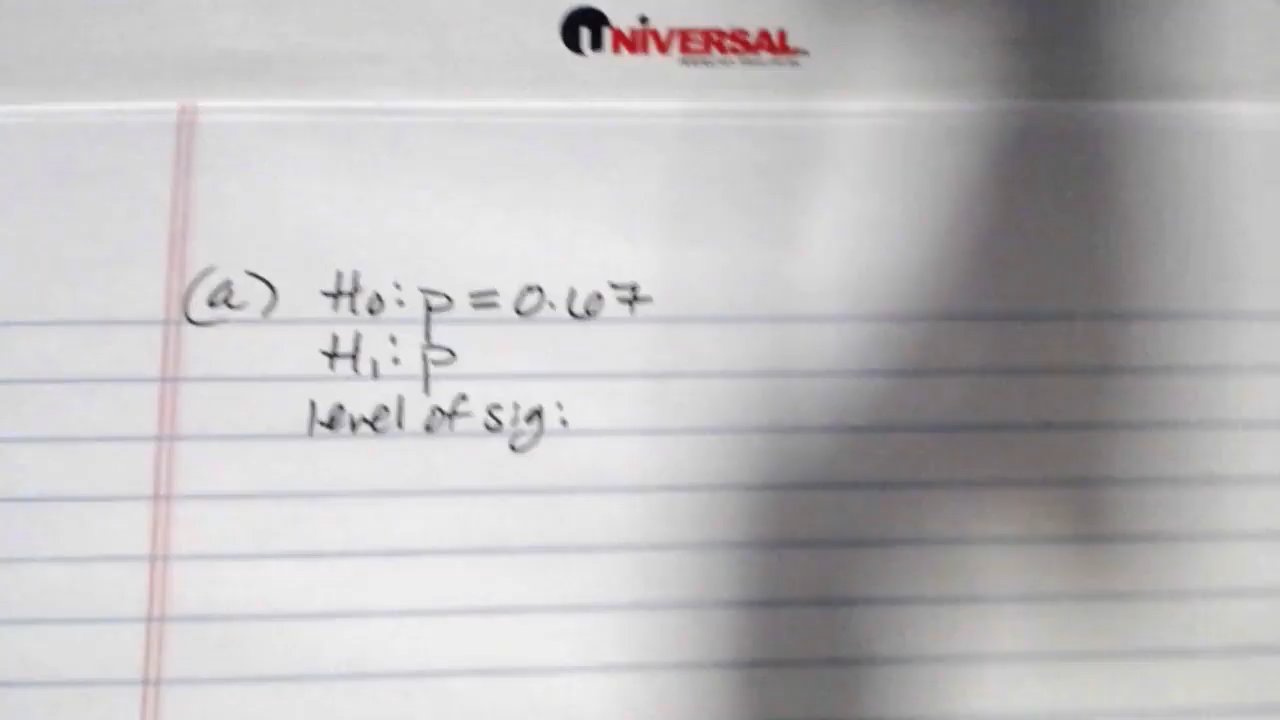 UNIVERSAL
(a) H₀: p = 0.67
H₁: p
level of sig: